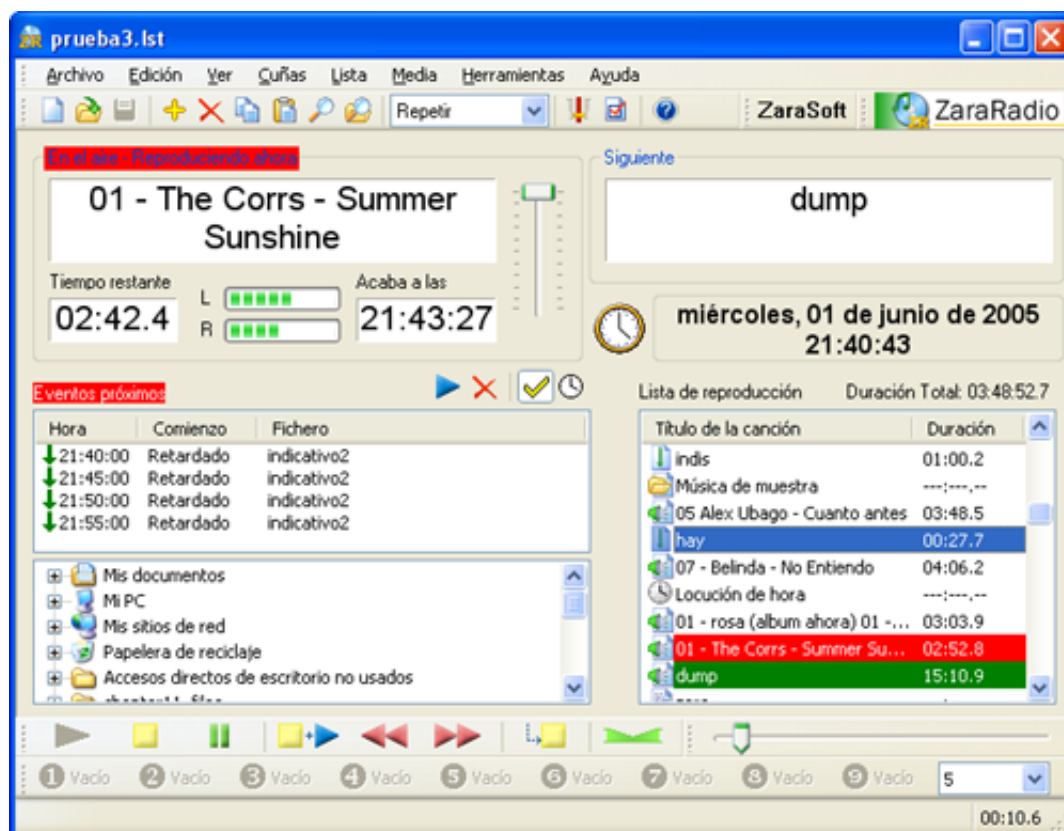 prueba3.lst
Archivo Edición Ver Cuñas Lista Media Herramientas Ayuda
Repetir ZaraSoft ZaraRadio
En el aire - Reproduciendo ahora
01 - The Corrs - Summer
Sunshine
Tiempo restante
02:42.4
L
R
Acaba a las
21:43:27
Siguiente
dump
miércoles, 01 de junio de 2005
21:40:43
Eventos próximos
Hora Comienzo Fichero
21:40:00 Retardado indicativo2
21:45:00 Retardado indicativo2
21:50:00 Retardado indicativo2
21:55:00 Retardado indicativo2
Mis documentos
Mi PC
Mis sitios de red
Papelera de reciclaje
Accesos directos de escritorio no usados
Lista de reproducción Duración Total: 03:48:52.7
Título de la canción Duración
indis 01:00.2
Música de muestra ---:---.--
05 Alex Ubago - Cuanto antes 03:48.5
hay 00:27.7
07 - Belinda - No Entiendo 04:06.2
Locución de hora ---:---.--
01 - rosa (album ahora) 01 -... 03:03.9
01 - The Corrs - Summer Su... 02:52.8
dump 15:10.9
1 Vacío 2 Vacío 3 Vacío 4 Vacío 5 Vacío 6 Vacío 7 Vacío 8 Vacío 9 Vacío 5
00:10.6